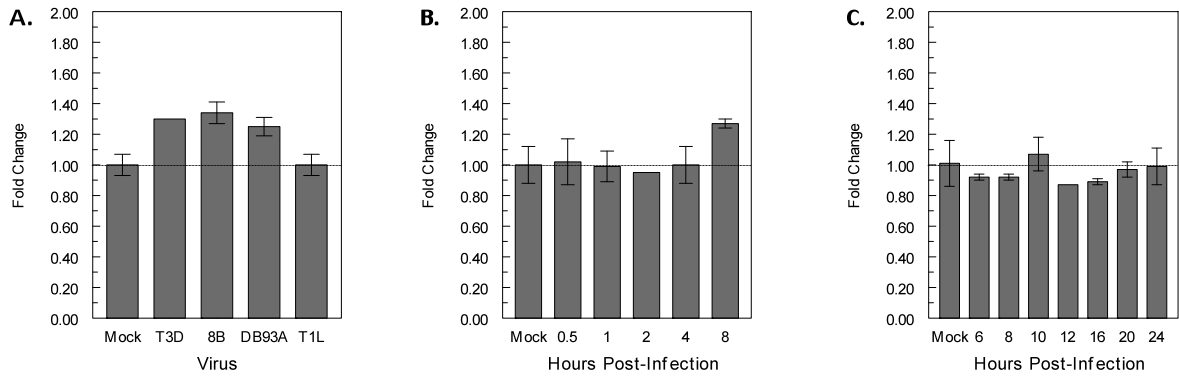 A.
2.00
1.80
1.60
1.40
1.20
1.00
0.80
0.60
0.40
0.20
0.00
Fold Change
Mock T3D 8B DB93A T1L
Virus
B.
2.00
1.80
1.60
1.40
1.20
1.00
0.80
0.60
0.40
0.20
0.00
Fold Change
Mock 0.5 1 2 4 8
Hours Post-Infection
C.
2.00
1.80
1.60
1.40
1.20
1.00
0.80
0.60
0.40
0.20
0.00
Fold Change
Mock 6 8 10 12 16 20 24
Hours Post-Infection